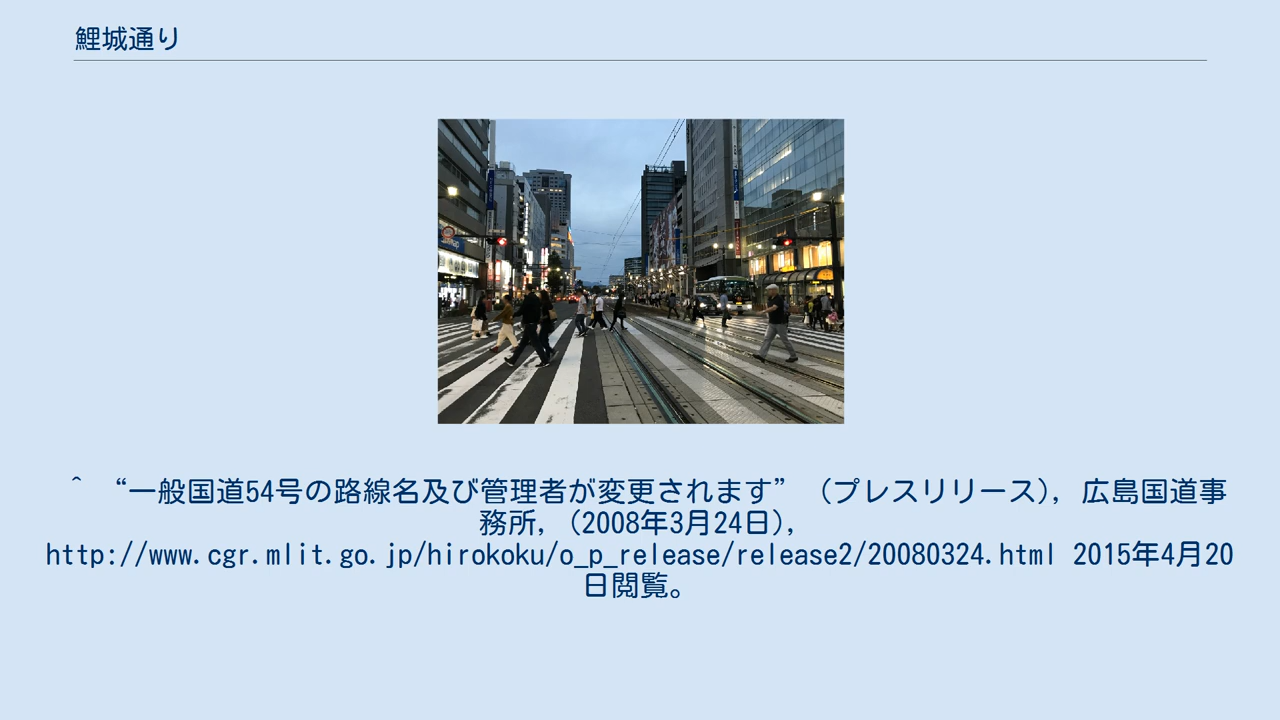 鯉城通り
^ “一般国道54号の路線名及び管理者が変更されます” (プレスリリース), 広島国道事
務所, (2008年3月24日),
http://www.cgr.mlit.go.jp/hirokoku/o_p_release/release2/20080324.html 2015年4月20
日閲覧。